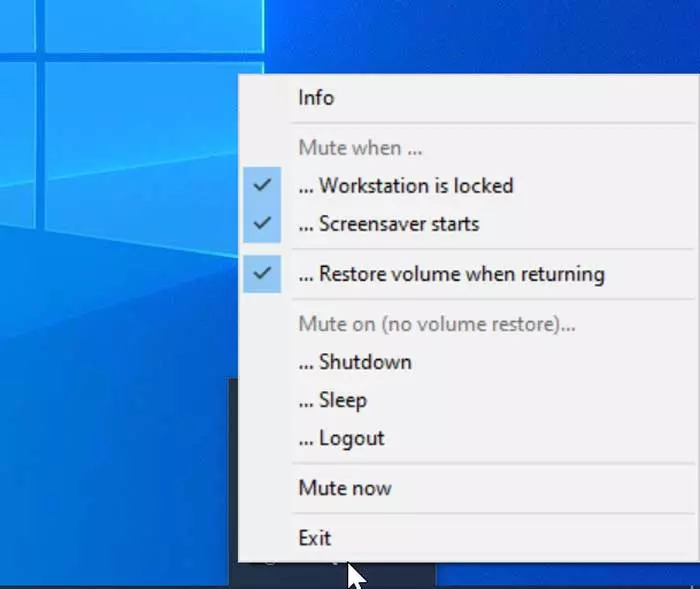 Info
Mute when ...
... Workstation is locked
... Screensaver starts
... Restore volume when returning
Mute on (no volume restore)...
... Shutdown
... Sleep
... Logout
Mute now
Exit